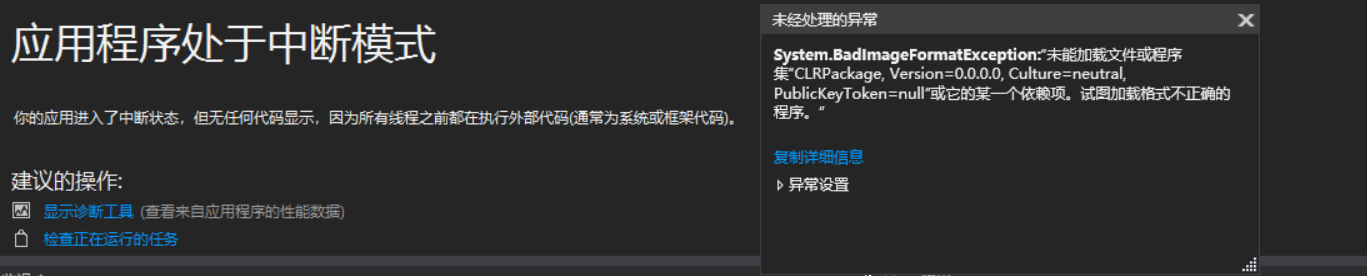 应用程序处于中断模式
你的应用进入了中断状态，但无任何代码显示，因为所有线程之前都在执行外部代码(通常为系统或框架代码)。
建议的操作:
显示诊断工具 (查看来自应用程序的性能数据)
检查正在运行的任务
未经处理的异常
System.BadImageFormatException:“未能加载文件或程序
集“CLRPackage, Version=0.0.0.0, Culture=neutral,
PublicKeyToken=null”或它的某一个依赖项。试图加载格式不正确的
程序。”
复制详细信息
异常设置